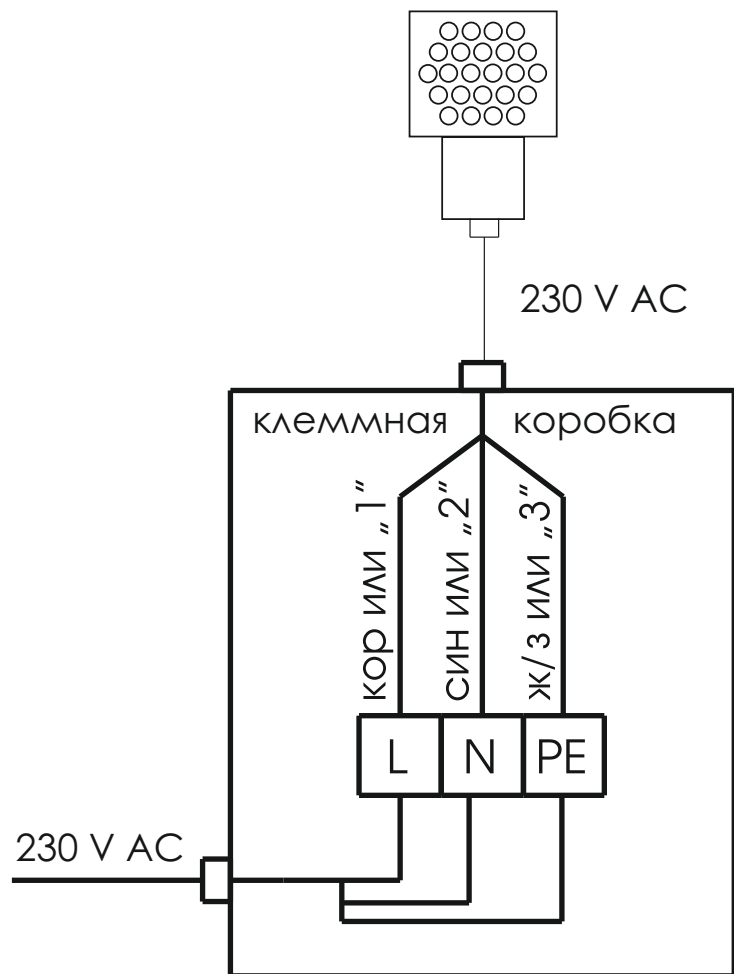 230 V AC
клеммная коробка
кор или „1”
син или „2”
ж/з или „3”
L N PE
230 V AC